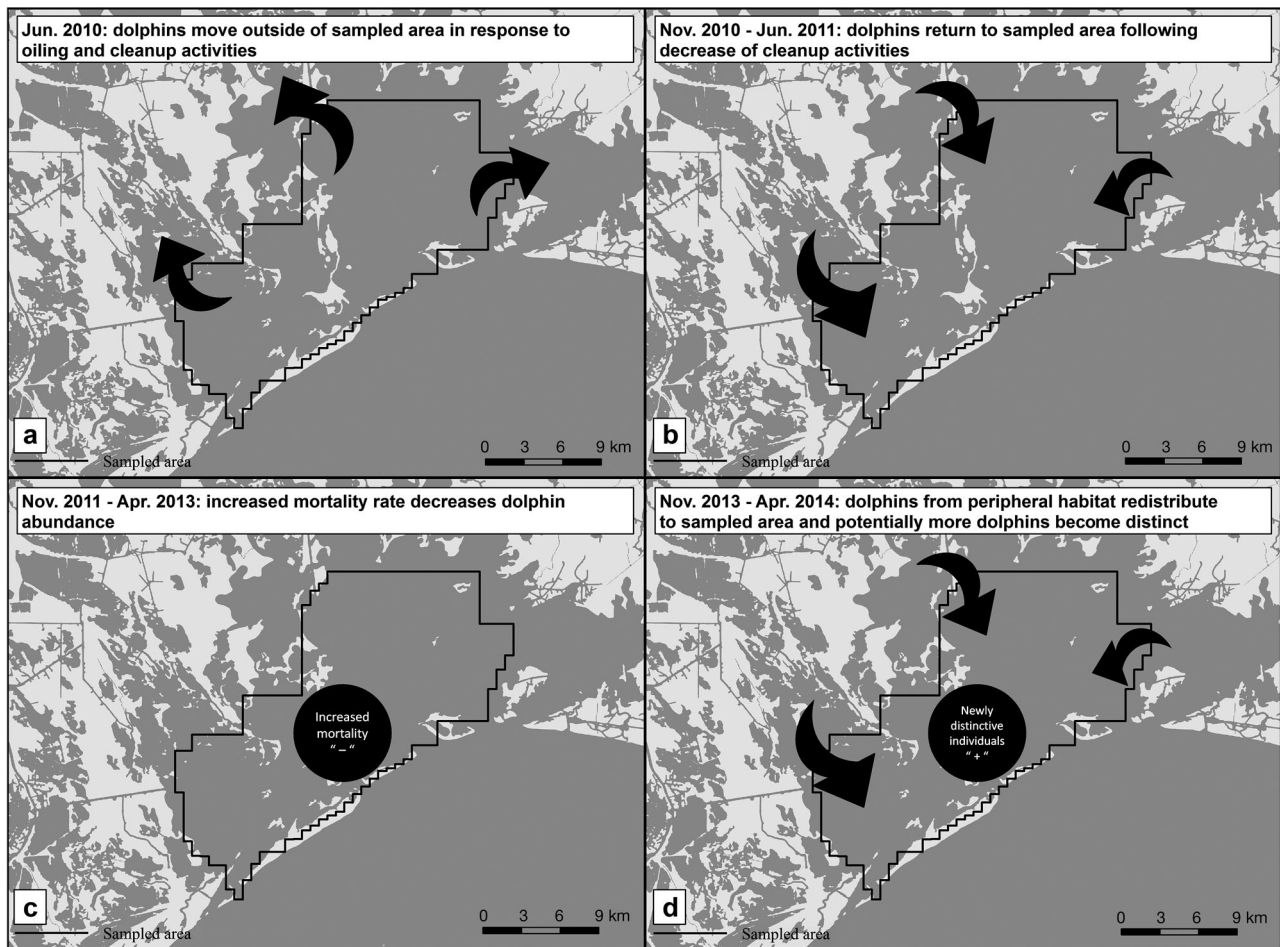 Jun. 2010: dolphins move outside of sampled area in response to
oiling and cleanup activities
a
Sampled area
0 3 6 9 km
Nov. 2010 - Jun. 2011: dolphins return to sampled area following
decrease of cleanup activities
b
Sampled area
0 3 6 9 km
Nov. 2011 - Apr. 2013: increased mortality rate decreases dolphin
abundance
Increased
mortality
“ – “
c
Sampled area
0 3 6 9 km
Nov. 2013 - Apr. 2014: dolphins from peripheral habitat redistribute
to sampled area and potentially more dolphins become distinct
Newly
distinctive
individuals
“ + “
d
Sampled area
0 3 6 9 km